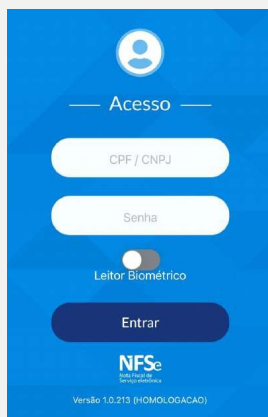 Acesso
CPF / CNPJ
Senha
Leitor Biométrico
Entrar
NFSe
Nota Fiscal de
Serviço eletrônica
Versão 1.0.213 (HOMOLOGACAO)